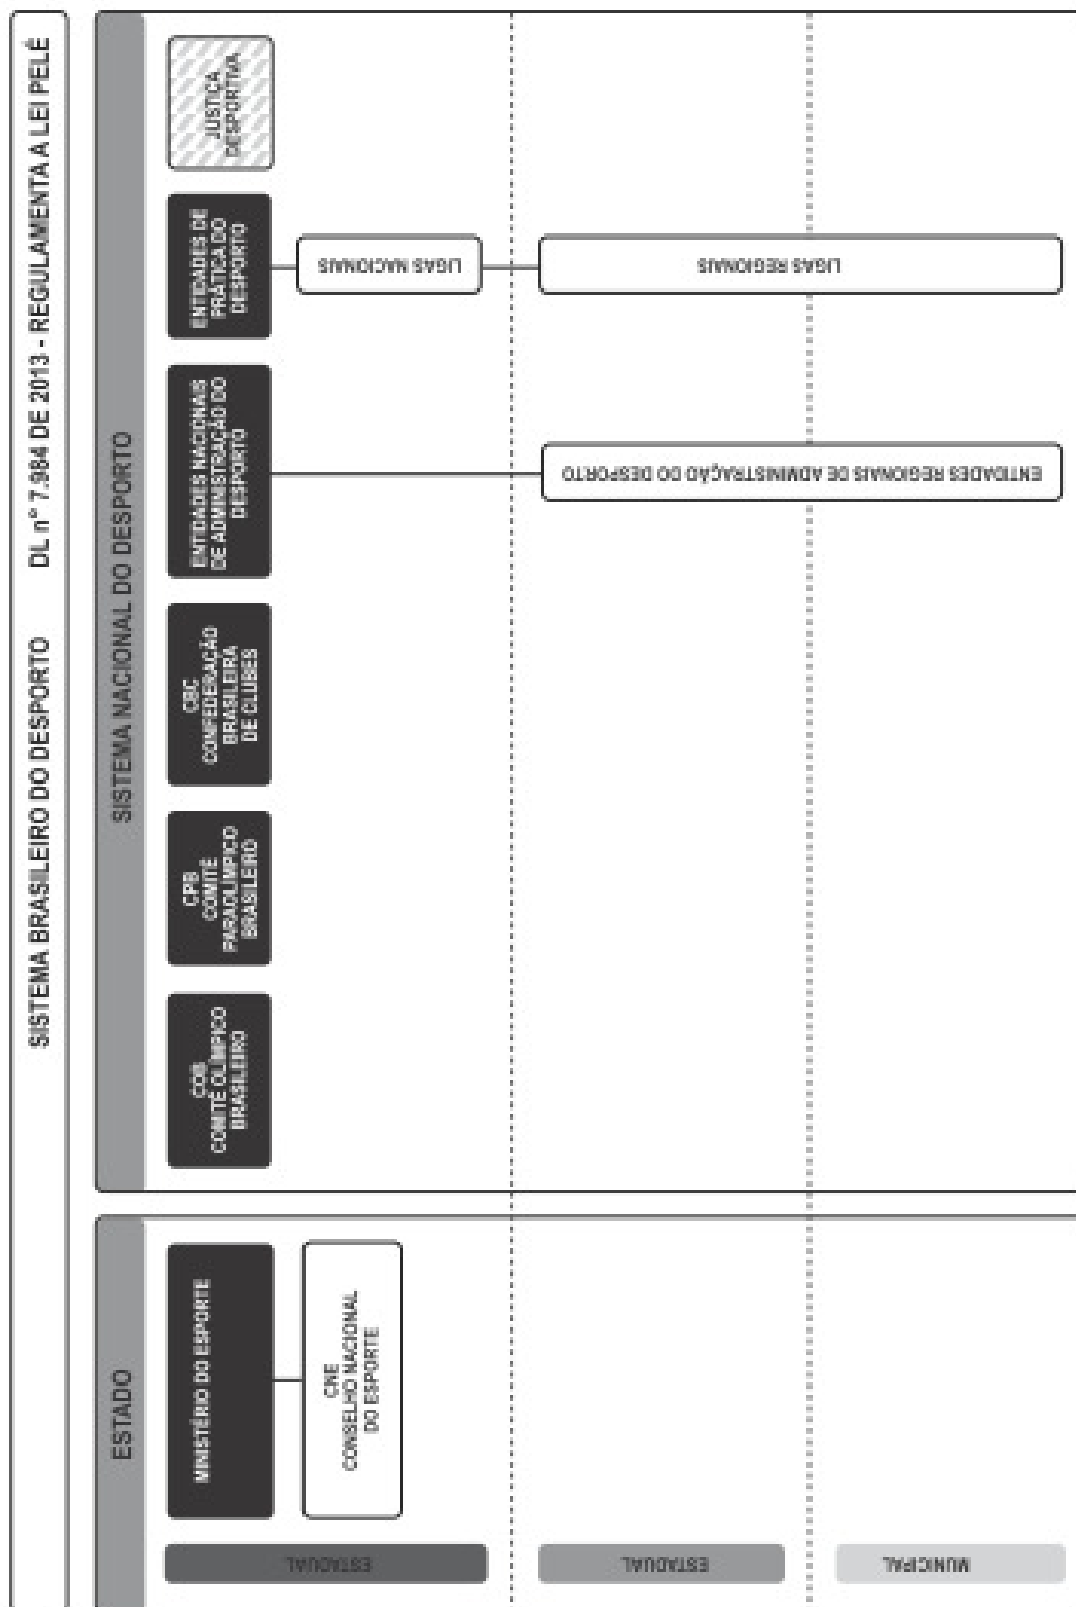 SISTEMA BRASILEIRO DO DESPORTO DL nº 7.984 DE 2013 - REGULAMENTA A LEI PELÉ
ESTADO
SISTEMA NACIONAL DO DESPORTO
MINISTÉRIO DO ESPORTE
COB
COMITÊ OLÍMPICO
BRASILEIRO
CPB
COMITÊ
PARAOLÍMPICO
BRASILEIRO
CBC
CONFEDERAÇÃO
BRASILEIRA
DE CLUBES
ENTIDADES NACIONAIS
DE ADMINISTRAÇÃO DO
DESPORTO
ENTIDADES DE
PRÁTICA DO
DESPORTO
JUSTIÇA
DESPORTIVA
CNE
CONSELHO NACIONAL
DO ESPORTE
LIGAS NACIONAIS
ESTADUAL
ESTADUAL
ENTIDADES REGIONAIS DE ADMINISTRAÇÃO DO DESPORTO
LIGAS REGIONAIS
MUNICIPAL